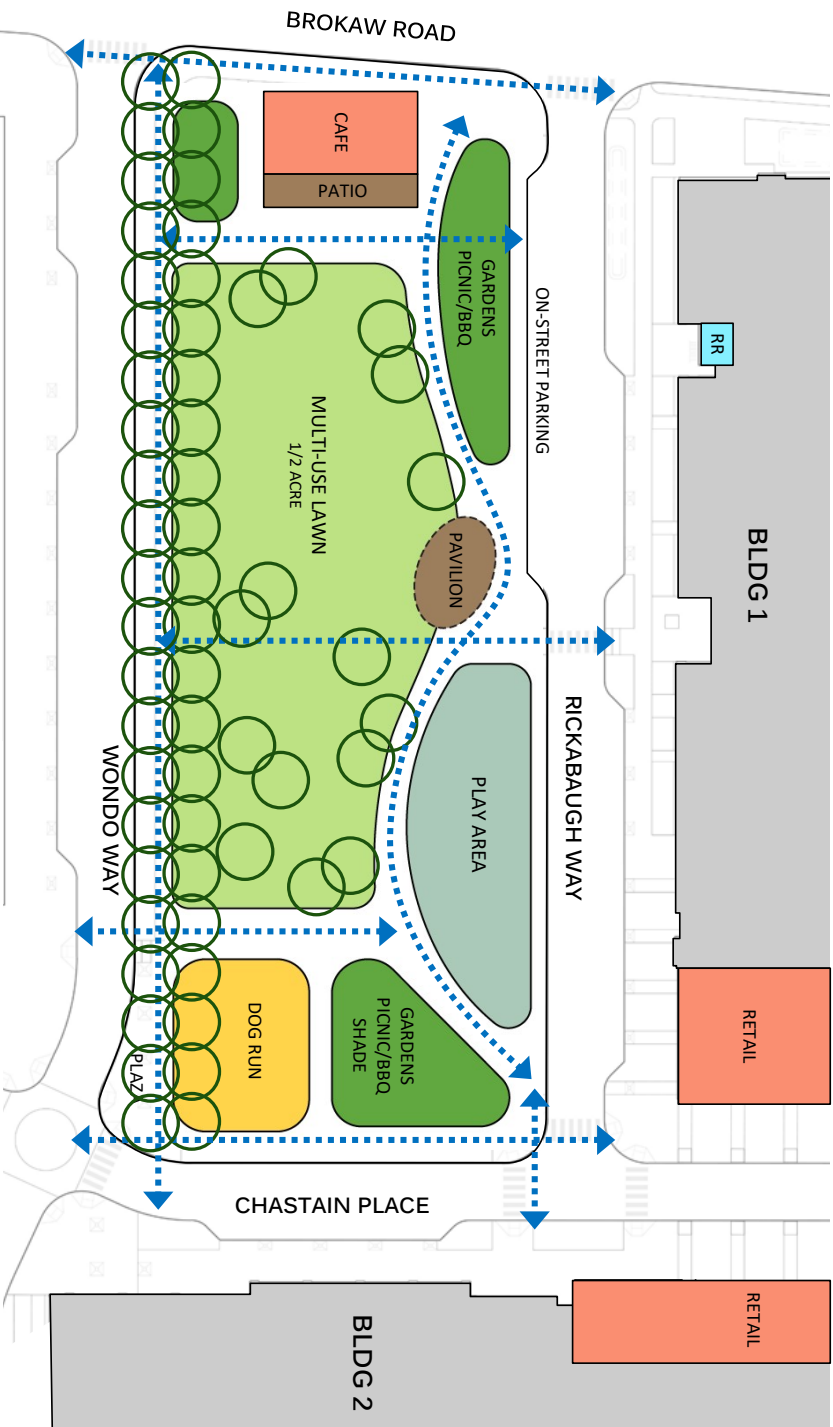 BROKAW ROAD
CAFE
PATIO
GARDENS
PICNIC/BBQ
ON-STREET PARKING
RR
MULTI-USE LAWN
1/2 ACRE
PAVILION
BLDG 1
RICKABAUGH WAY
WONDO WAY
PLAY AREA
DOG RUN
GARDENS
PICNIC/BBQ
SHADE
RETAIL
PLAZ
CHASTAIN PLACE
BLDG 2
RETAIL